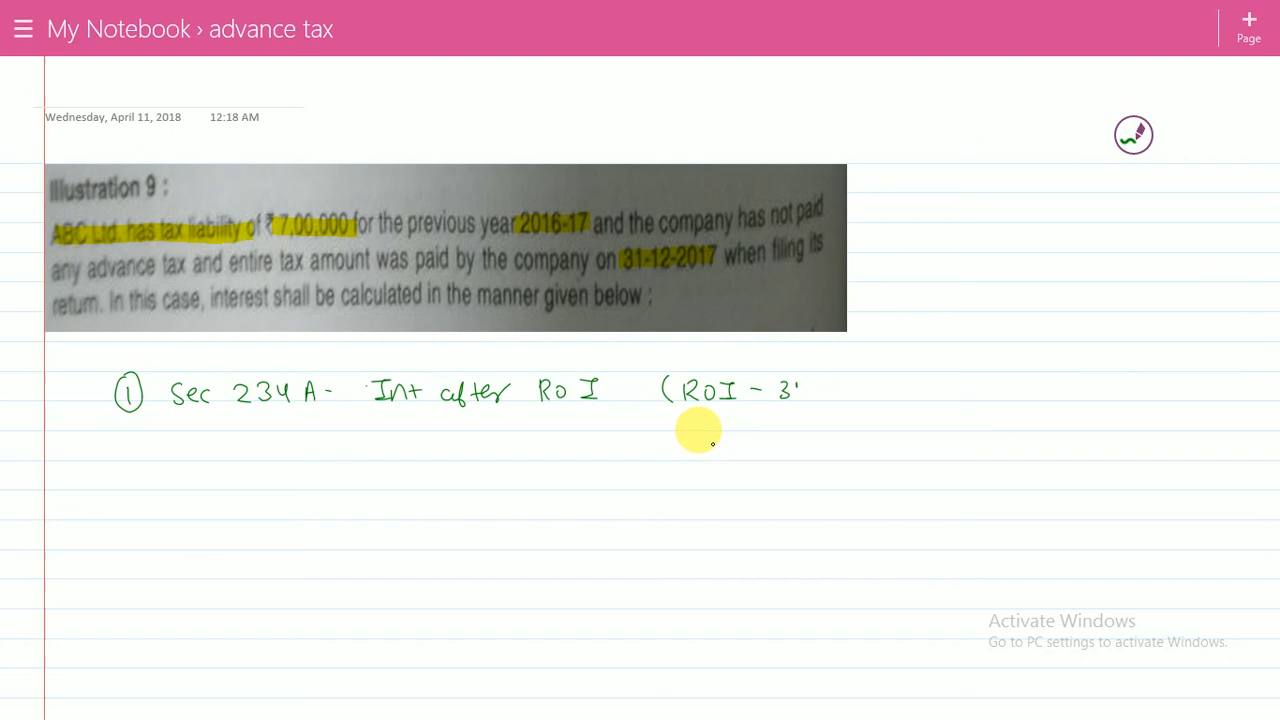 My Notebook › advance tax
+
Page
Wednesday, April 11, 2018 12:18 AM
Illustration 9 :
ABC Ltd. has tax liability of ₹ 7,00,000 for the previous year 2016-17 and the company has not paid
any advance tax and entire tax amount was paid by the company on 31-12-2017 when filing its
return. In this case, interest shall be calculated in the manner given below :
① Sec 234A- Int after RoI (ROI - 3
Activate Windows
Go to PC settings to activate Windows.